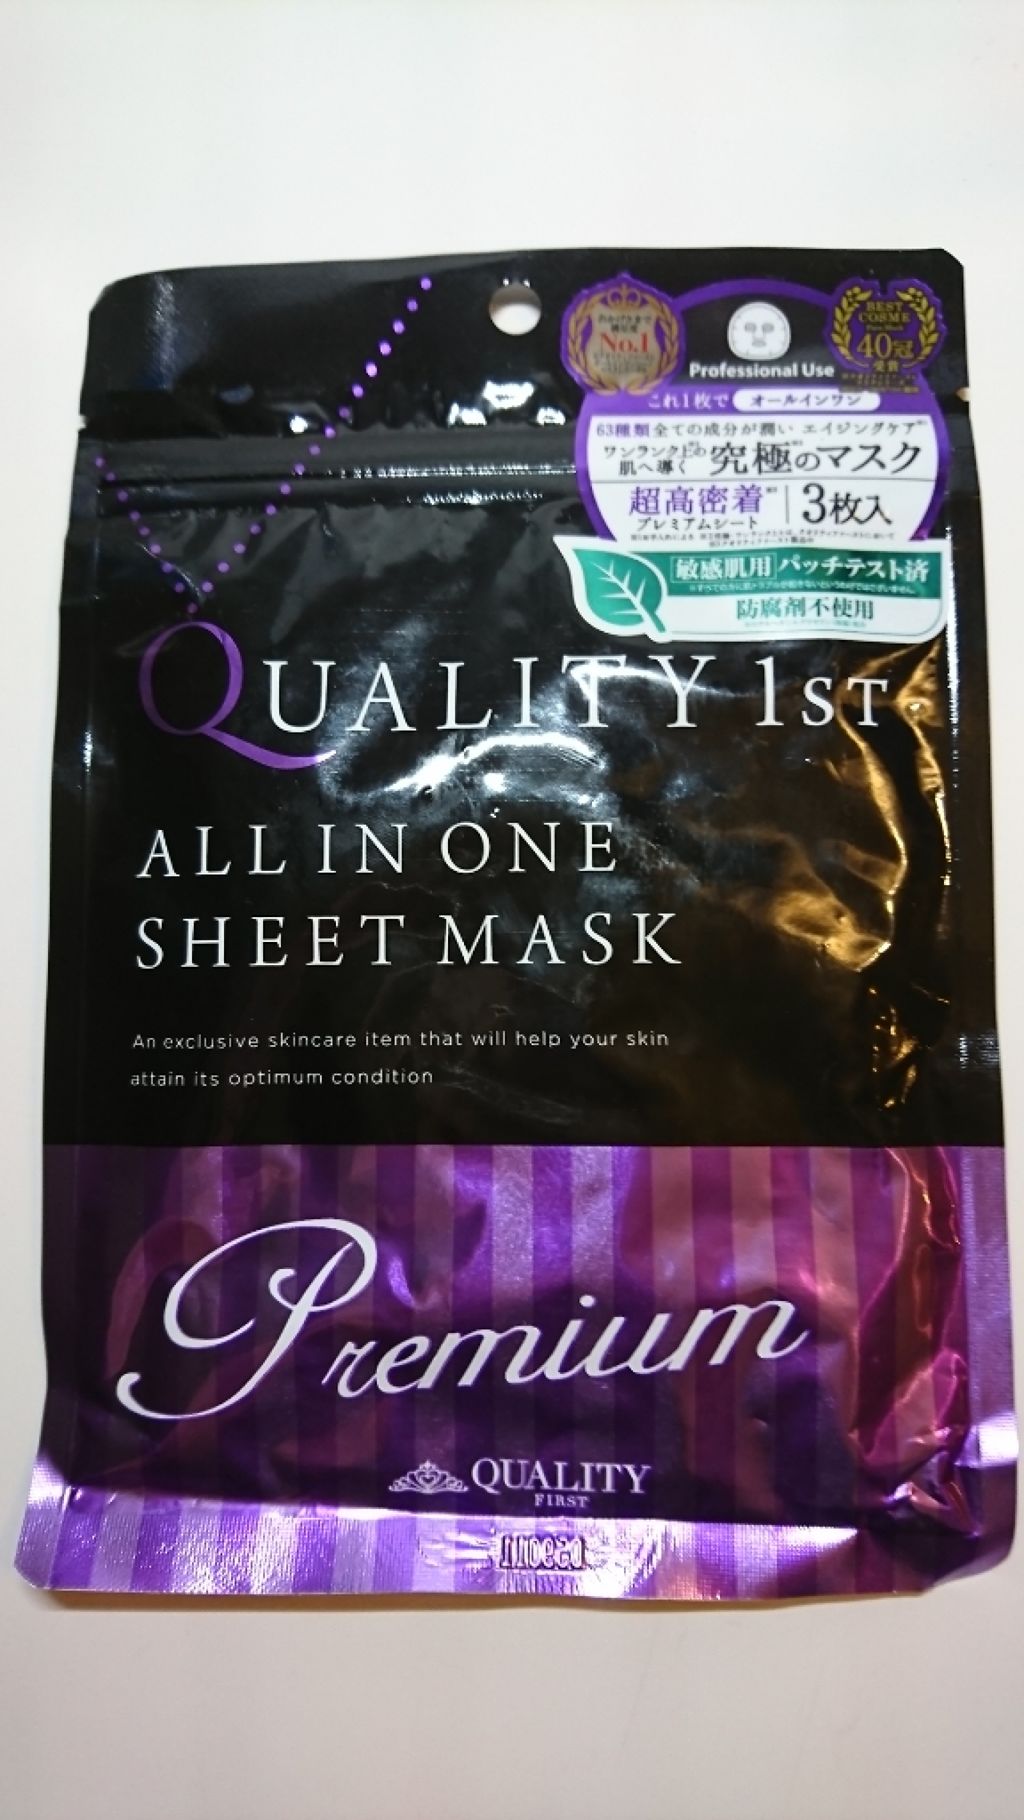 No.1
Professional Use
BEST
COSME
Face Mask
40冠
受賞
これ1枚で オールインワン
63種類全ての成分が潤い エイジングケア
ワンランク上の
肌へ導く 究極のマスク
超高密着
プレミアムシート
3枚入
敏感肌用 パッチテスト済
防腐剤不使用
QUALITY 1ST
ALL IN ONE
SHEET MASK
An exclusive skincare item that will help your skin
attain its optimum condition
Premium
QUALITY
FIRST